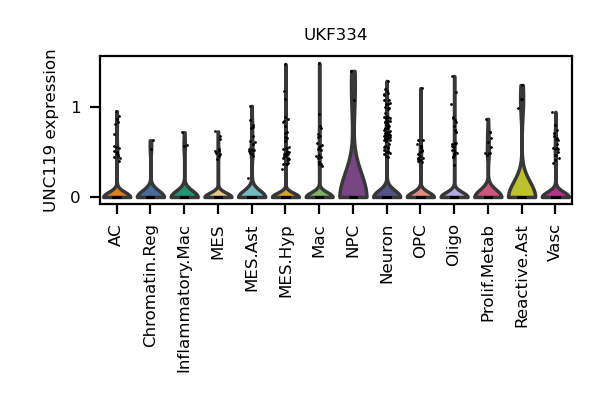 UKF334
UNC119 expression
1
0
AC
Chromatin.Reg
Inflammatory.Mac
MES
MES.Ast
MES.Hyp
Mac
NPC
Neuron
OPC
Oligo
Prolif.Metab
Reactive.Ast
Vasc